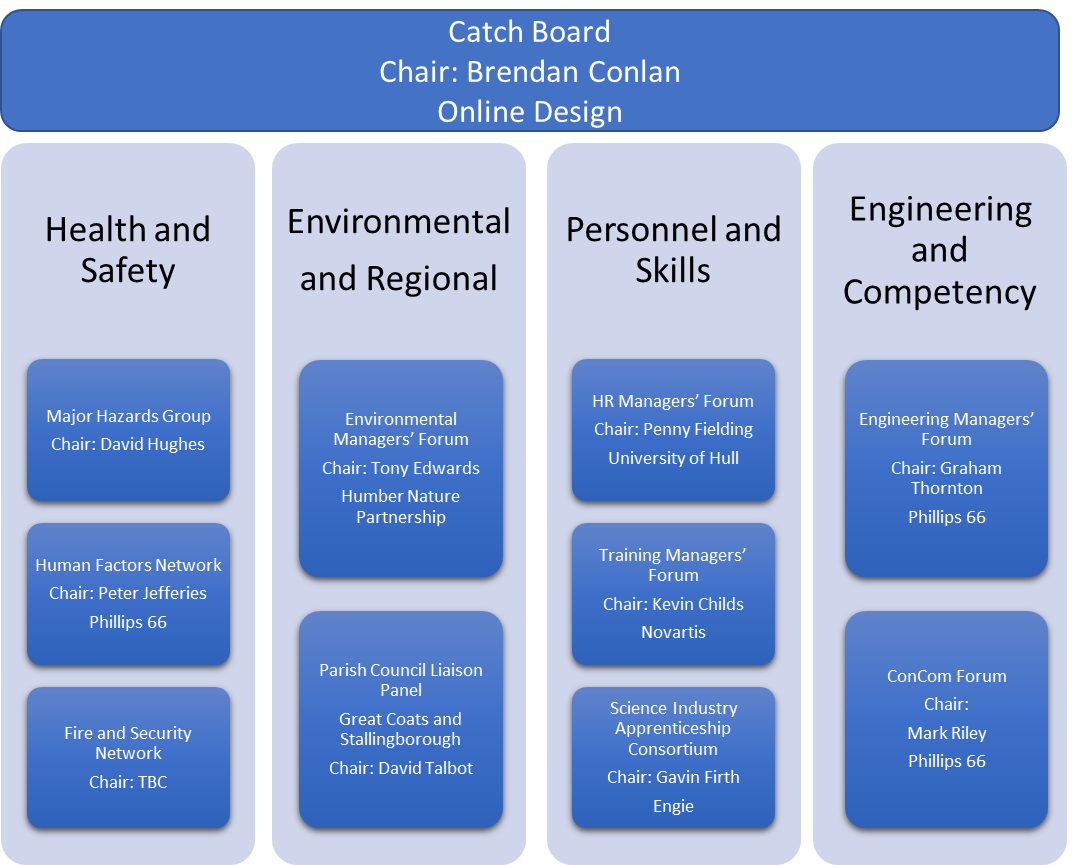 Catch Board
Chair: Brendan Conlan
Online Design
Health and
Safety
Major Hazards Group
Chair: David Hughes
Human Factors Network
Chair: Peter Jefferies
Phillips 66
Fire and Security
Network
Chair: TBC
Environmental
and Regional
Environmental
Managers’ Forum
Chair: Tony Edwards
Humber Nature
Partnership
Parish Council Liaison
Panel
Great Coats and
Stallingborough
Chair: David Talbot
Personnel and
Skills
HR Managers’ Forum
Chair: Penny Fielding
University of Hull
Training Managers’
Forum
Chair: Kevin Childs
Novartis
Science Industry
Apprenticeship
Consortium
Chair: Gavin Firth
Engie
Engineering
and
Competency
Engineering Managers’
Forum
Chair: Graham
Thornton
Phillips 66
ConCom Forum
Chair:
Mark Riley
Phillips 66